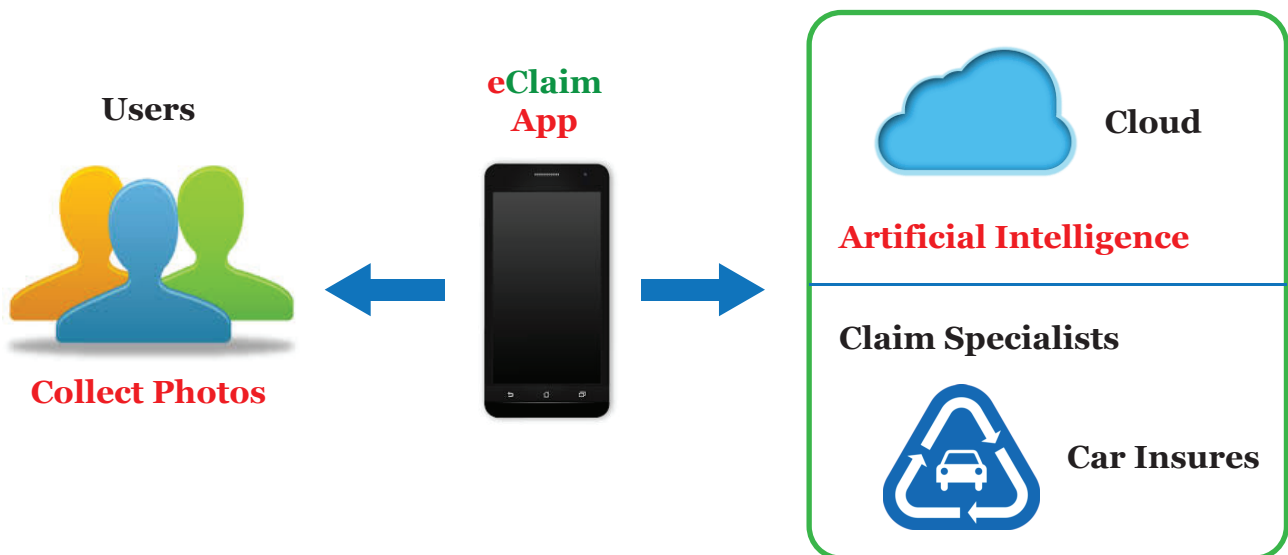 Users
Collect Photos
eClaim
App
Cloud
Artificial Intelligence
Claim Specialists
Car Insures